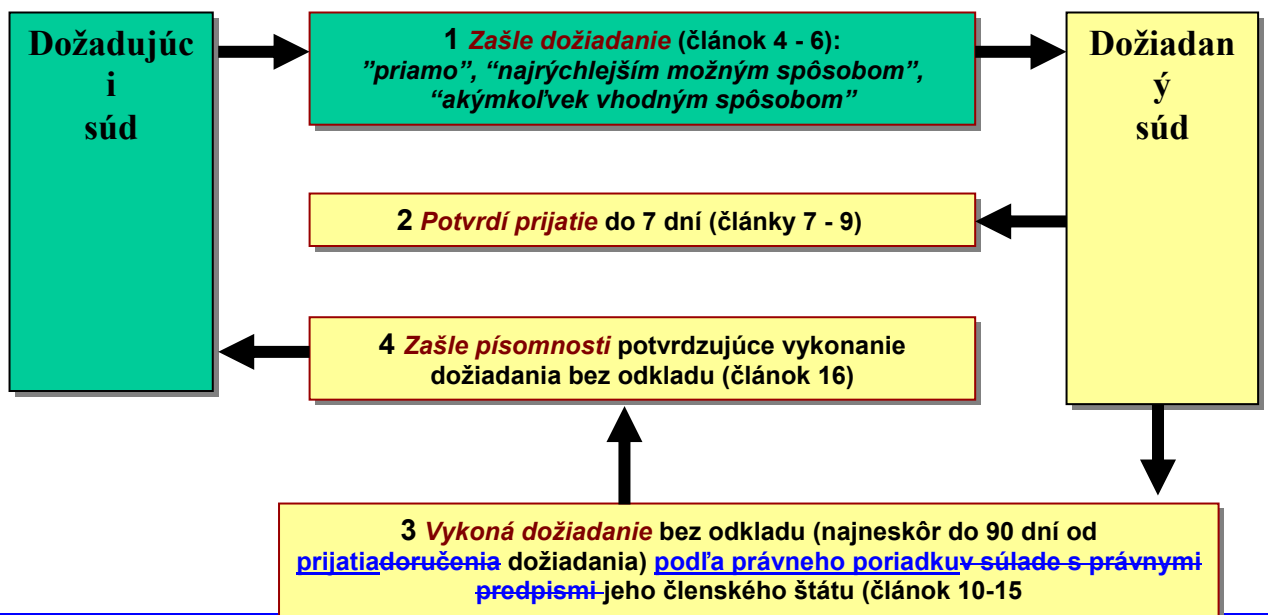 Dožadujúc
i
súd
1 Zašle dožiadanie (článok 4 - 6):
”priamo”, “najrýchlejším možným spôsobom”,
“akýmkoľvek vhodným spôsobom”
Dožiadan
ý
súd
2 Potvrdí prijatie do 7 dní (články 7 - 9)
4 Zašle písomnosti potvrdzujúce vykonanie
dožiadania bez odkladu (článok 16)
3 Vykoná dožiadanie bez odkladu (najneskôr do 90 dní od
prijatiadoručenia dožiadania) podľa právneho poriadkuv súlade s právnymi
predpismi jeho členského štátu (článok 10-15